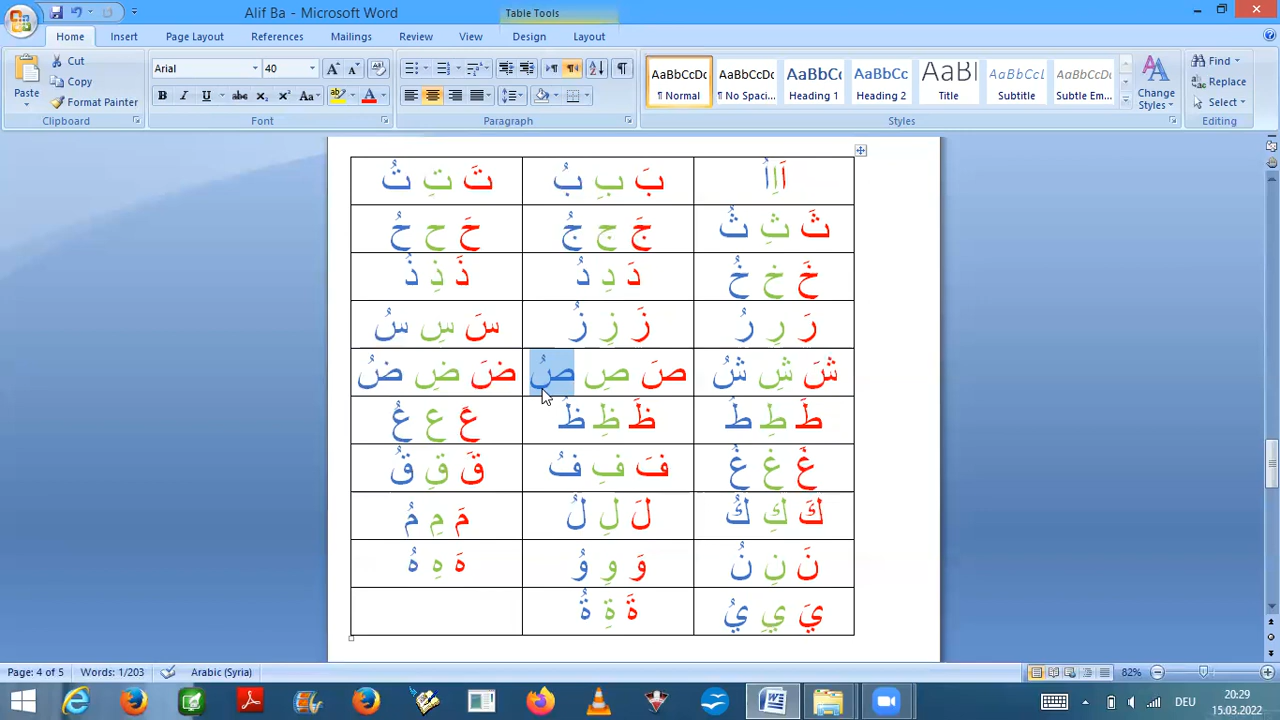 Alif Ba - Microsoft Word
Table Tools
Home Insert Page Layout References Mailings Review View Design Layout
Paste
Cut
Copy
Format Painter
Clipboard
Arial 40
Font
Paragraph
AaBbCcDc AaBbCcDc AaBbCc AaBbCc AaBl AaBbCcL AaBbCcDc
¶ Normal ¶ No Spaci... Heading 1 Heading 2 Title Subtitle Subtle Em...
Change Styles
Styles
Find
Replace
Select
Editing
اَ اِ اُ بَ بِ بُ تَ تِ تُ
ثَ ثِ ثُ جَ جِ جُ حَ حِ حُ
خَ خِ خُ دَ دِ دُ ذَ ذِ ذُ
رَ رِ رُ زَ زِ زُ سَ سِ سُ
شَ شِ شُ صَ صِ صُ ضَ ضِ ضُ
طَ طِ طُ ظَ ظِ ظُ عَ عِ عُ
غَ غِ غُ فَ فِ فُ قَ قِ قُ
كَ كِ كُ لَ لِ لُ مَ مِ مُ
نَ نِ نُ وَ وِ وُ هَ هِ هُ
يَ يِ يُ ةَ ةِ ةُ
Page: 4 of 5 Words: 1/203 Arabic (Syria) 82%
DEU 20:29
15.03.2022